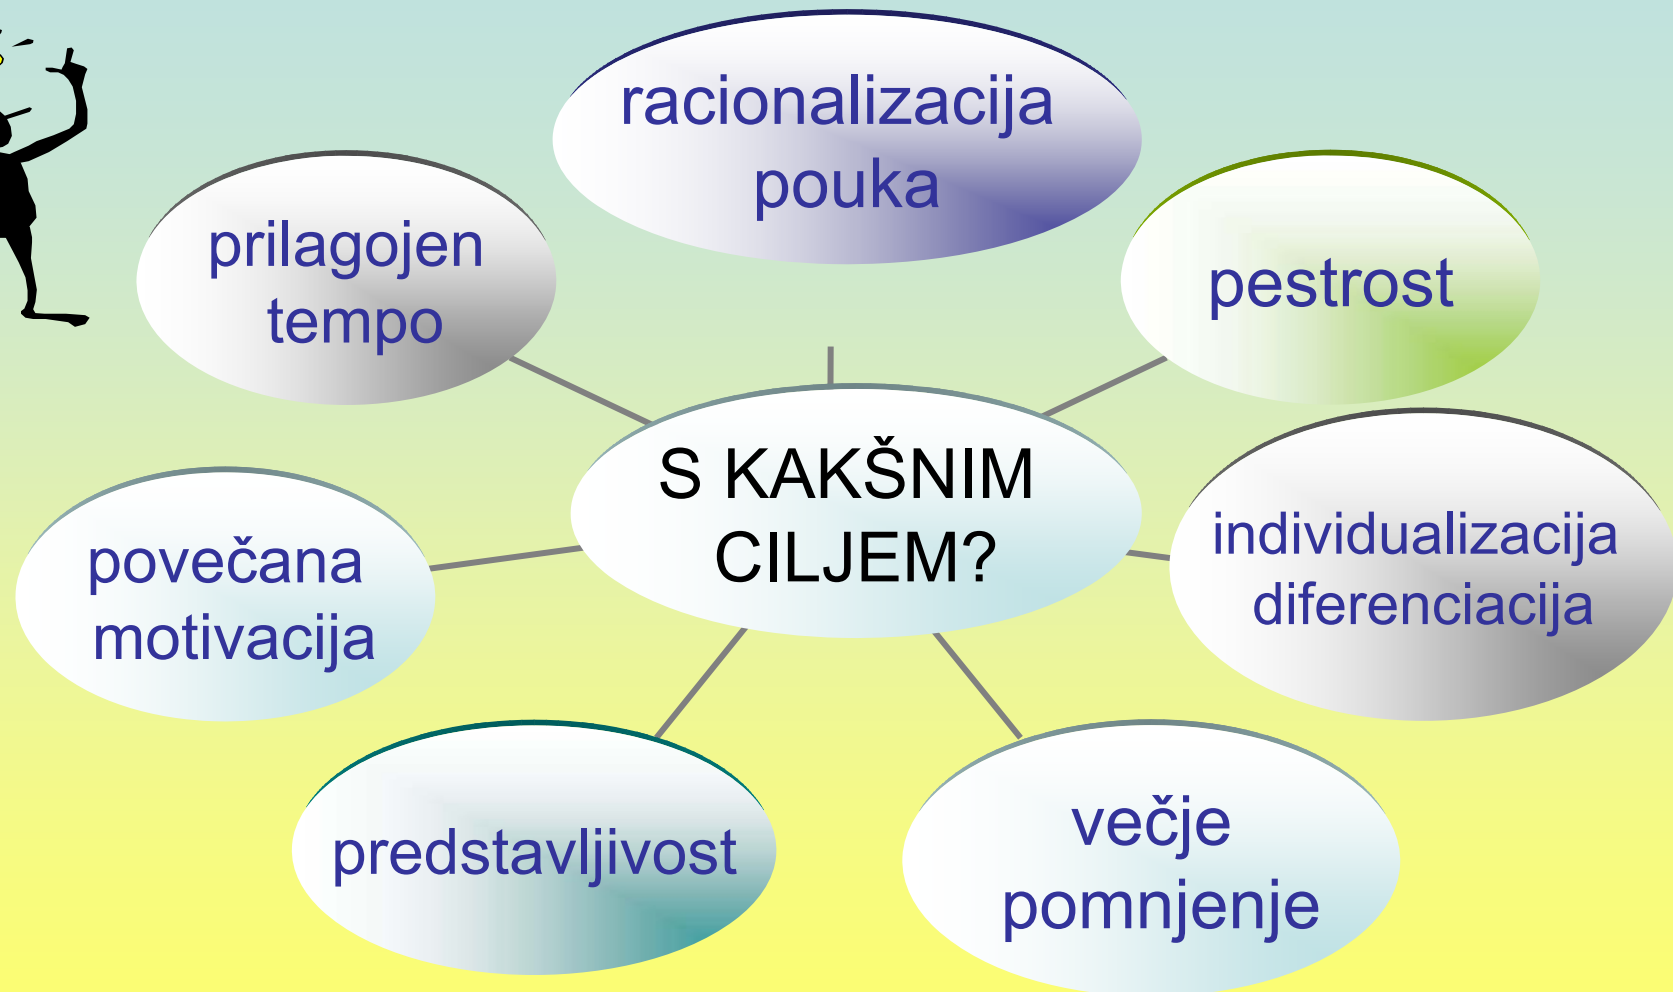 racionalizacija
pouka
prilagojen
tempo
pestrost
S KAKŠNIM
CILJEM?
individualizacija
diferenciacija
povečana
motivacija
predstavljivost
večje
pomnjenje